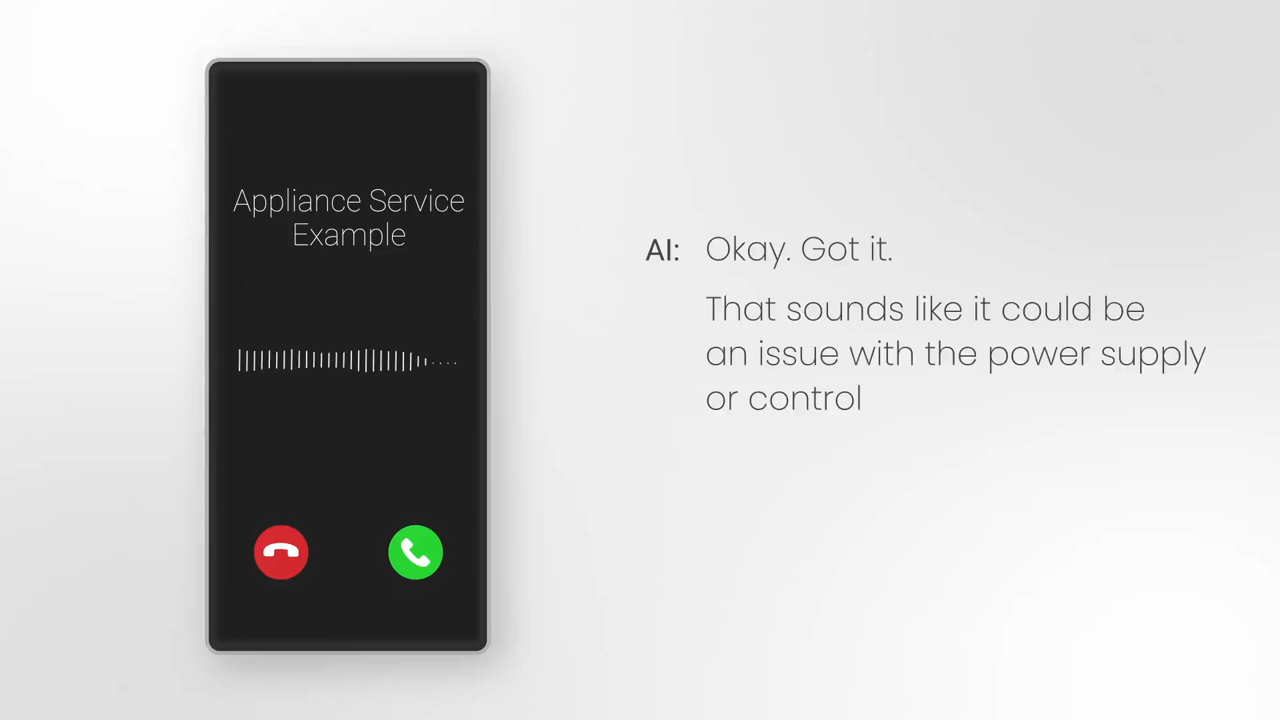 Appliance Service
Example
AI: Okay. Got it.
That sounds like it could be
an issue with the power supply
or control